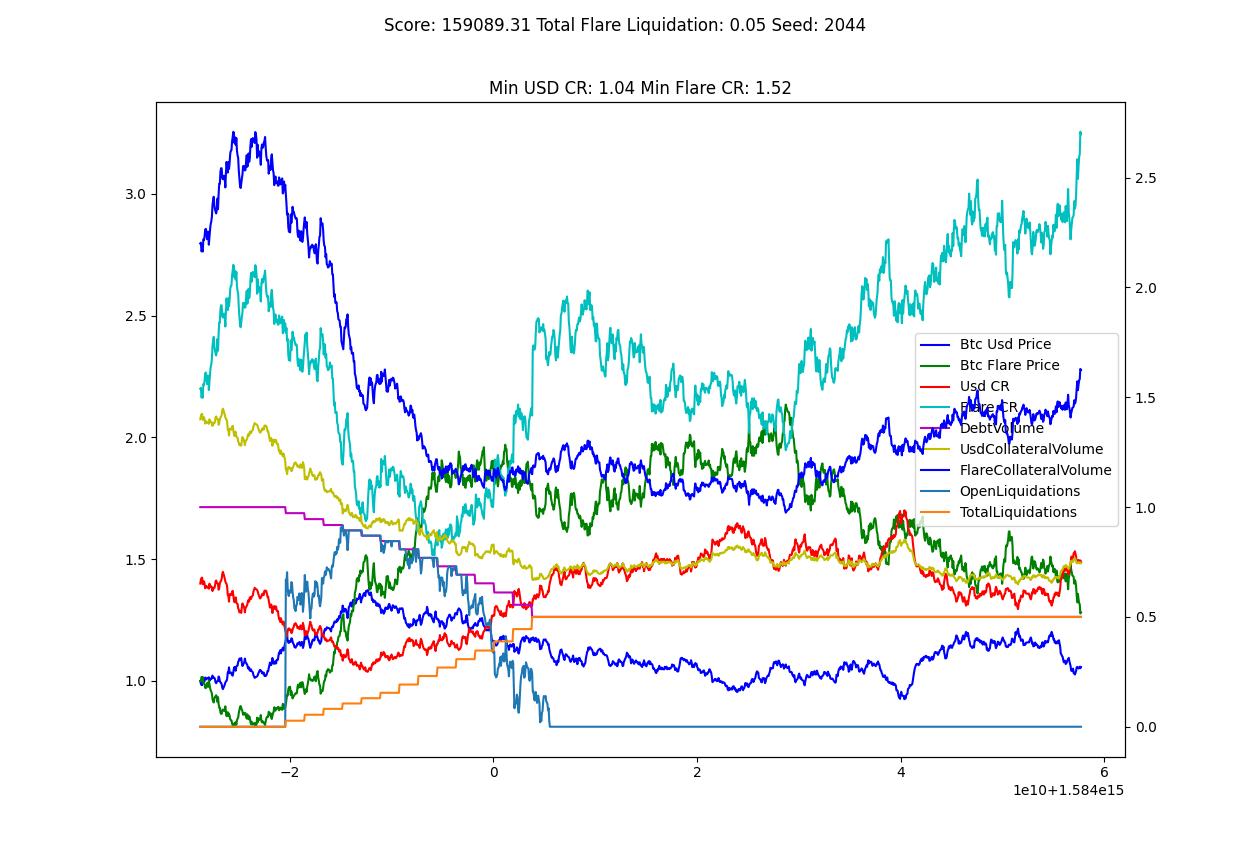 Score: 159089.31 Total Flare Liquidation: 0.05 Seed: 2044
Min USD CR: 1.04 Min Flare CR: 1.52
3.0
2.5
2.0
1.5
1.0
2.5
2.0
1.5
1.0
0.5
0.0
Btc Usd Price
Btc Flare Price
Usd CR
Flare CR
DebtVolume
UsdCollateralVolume
FlareCollateralVolume
OpenLiquidations
TotalLiquidations
−2 0 2 4 6
1e10+1.584e15